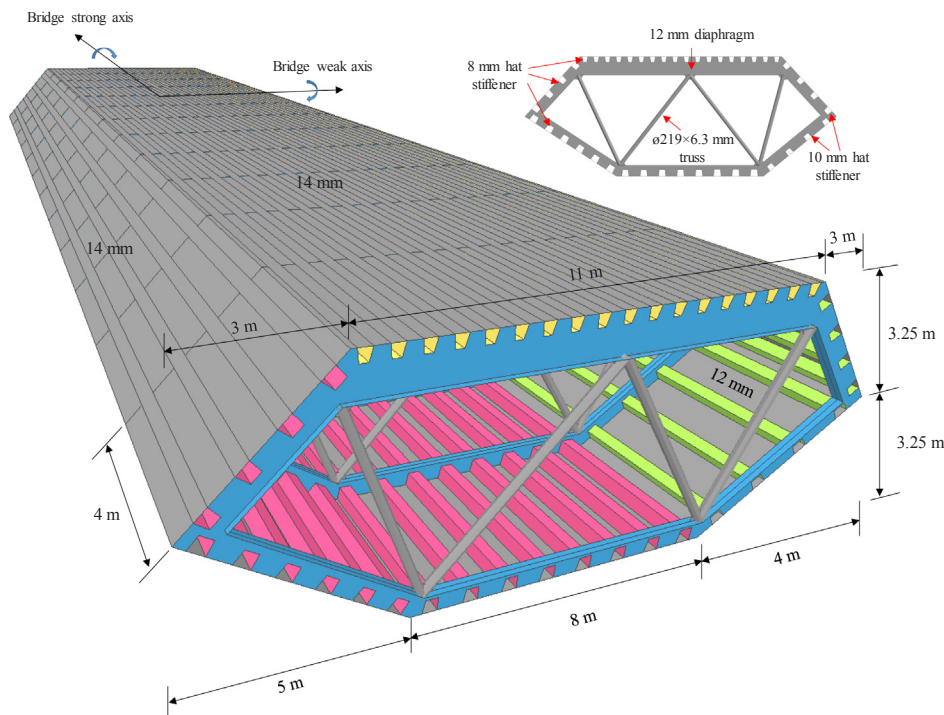 Bridge strong axis
Bridge weak axis
12 mm diaphragm
8 mm hat
stiffener
ø219×6.3 mm
truss
10 mm hat
stiffener
14 mm
14 mm
3 m
11 m
3 m
3.25 m
12 mm
3.25 m
4 m
4 m
8 m
5 m